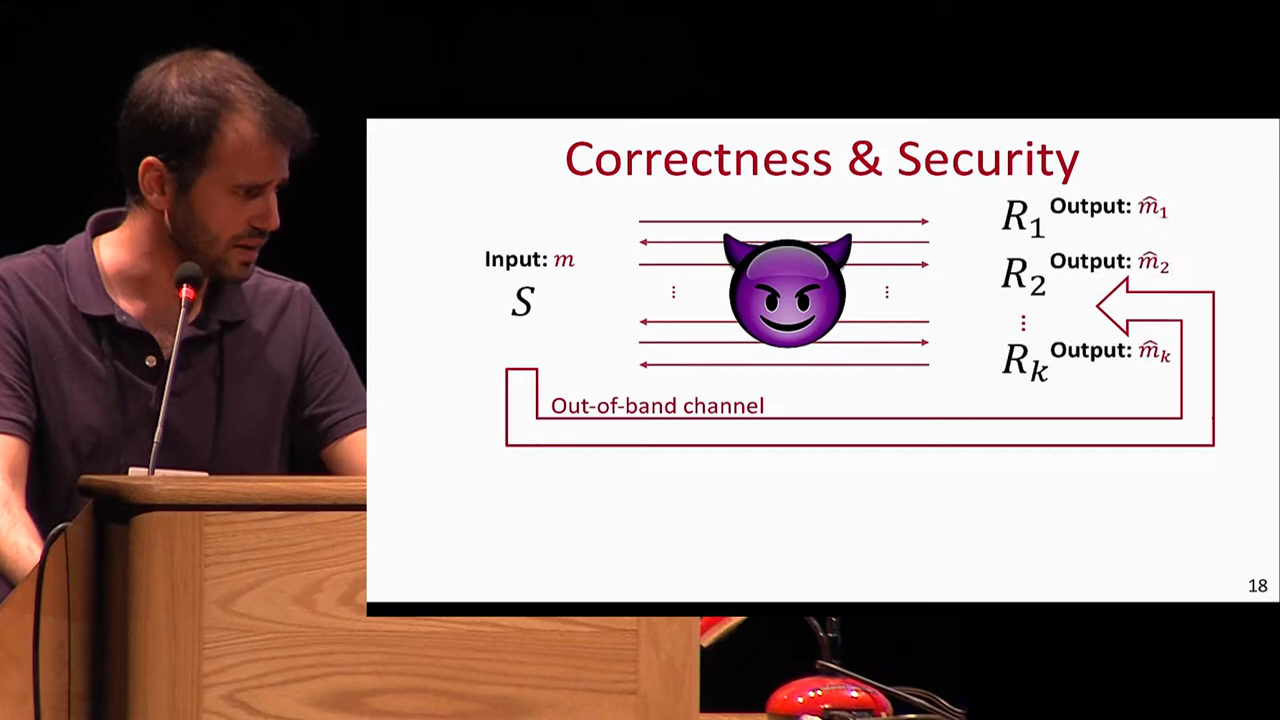 Correctness & Security
Input: m
S
⋮
⋮
R₁ Output: m̂₁
R₂ Output: m̂₂
⋮
Rₖ Output: m̂ₖ
Out-of-band channel
18